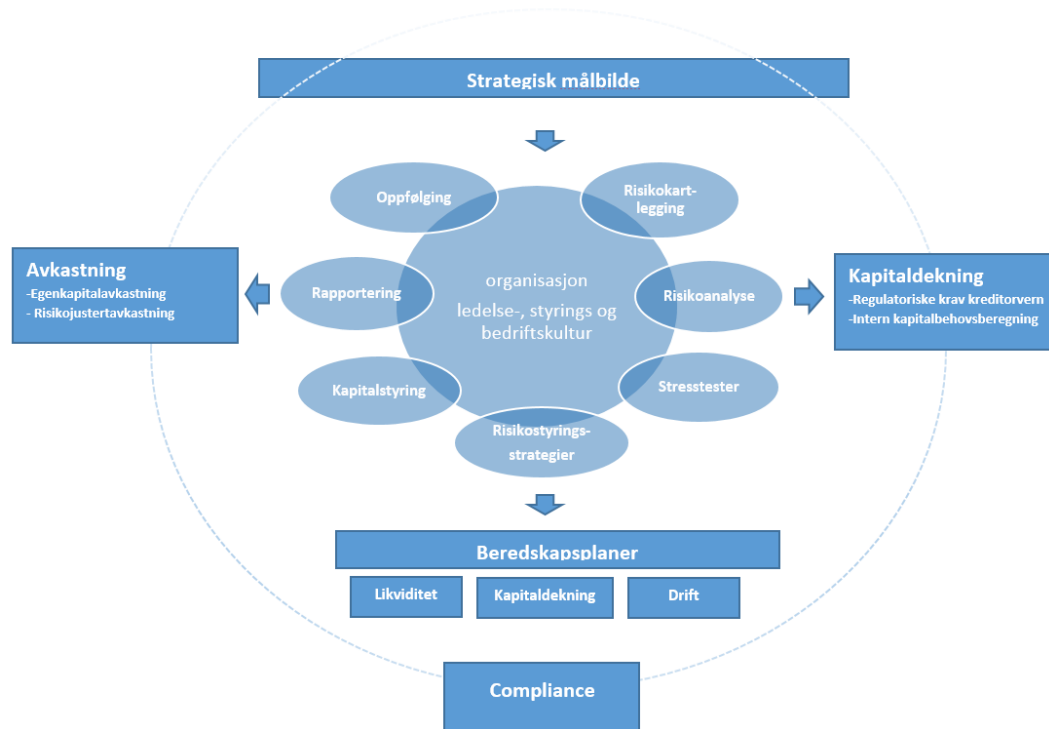 Strategisk målbilde
Oppfølging
Risikokart-
legging
Avkastning
-Egenkapitalavkastning
- Risikojustertavkastning
Rapportering
organisasjon
ledelse-, styrings og
bedriftskultur
Risikoanalyse
Kapitaldekning
-Regulatoriske krav kreditorvern
-Intern kapitalbehovsberegning
Kapitalstyring
Stresstester
Risikostyrings-
strategier
Beredskapsplaner
Likviditet
Kapitaldekning
Drift
Compliance